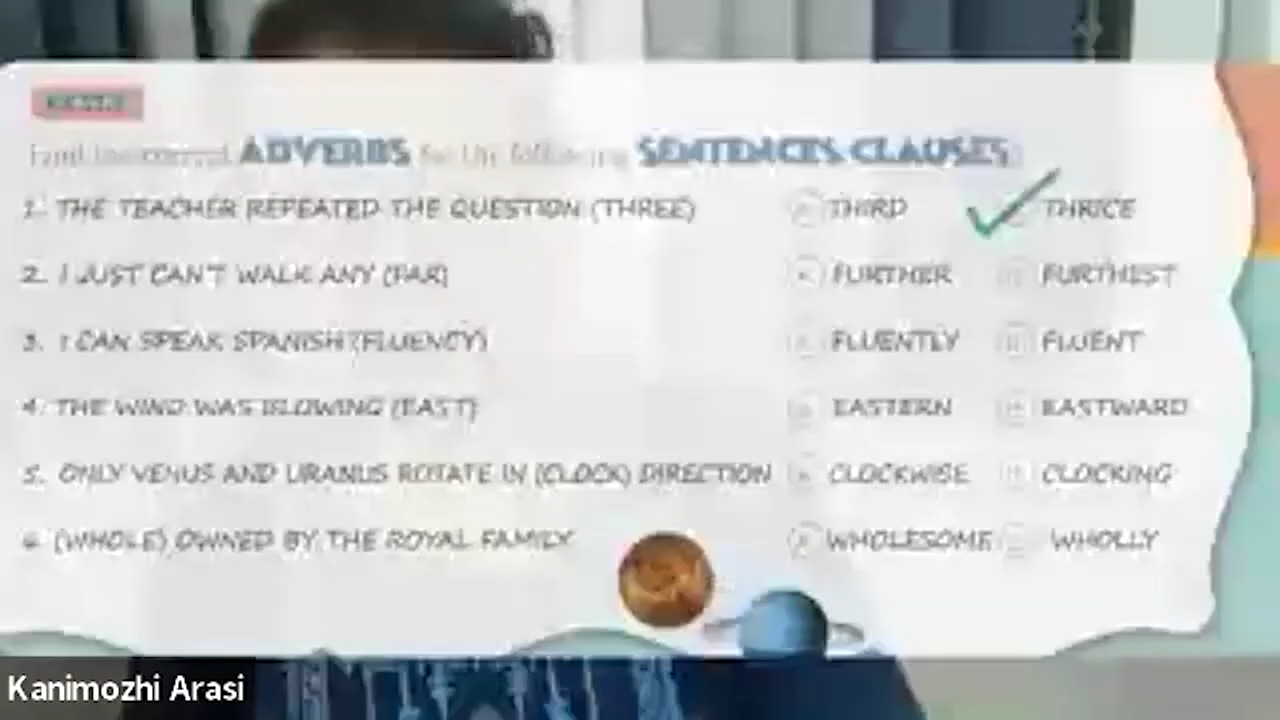 ADVERBS for the following SENTENCES CLAUSES
1. THE TEACHER REPEATED THE QUESTION (THREE) THIRD THRICE
2. I JUST CAN'T WALK ANY (FAR) FURTHER FURTHEST
3. I CAN SPEAK SPANISH (FLUENCY) FLUENTLY FLUENT
4. THE WIND WAS BLOWING (EAST) EASTERN EASTWARD
5. ONLY VENUS AND URANUS ROTATE IN (CLOCK) DIRECTION CLOCKWISE CLOCKING
6. (WHOLE) OWNED BY THE ROYAL FAMILY WHOLESOME WHOLLY
Kanimozhi Arasi